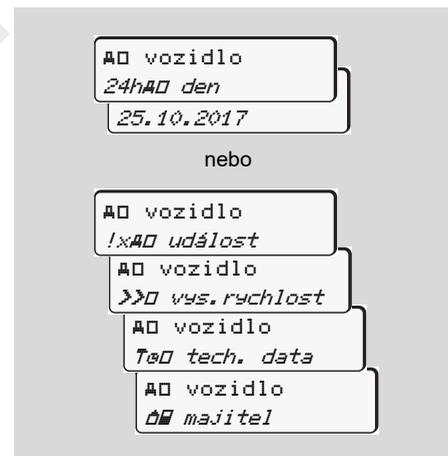 vozidlo
24h den
25.10.2017
nebo
vozidlo
!x událost
vozidlo
>> vys.rychlost
vozidlo
T tech. data
vozidlo
majitel